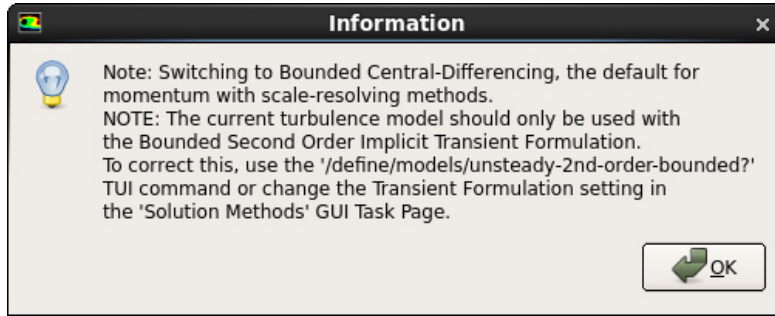 Information
Note: Switching to Bounded Central-Differencing, the default for
momentum with scale-resolving methods.
NOTE: The current turbulence model should only be used with
the Bounded Second Order Implicit Transient Formulation.
To correct this, use the '/define/models/unsteady-2nd-order-bounded?'
TUI command or change the Transient Formulation setting in
the 'Solution Methods' GUI Task Page.
OK